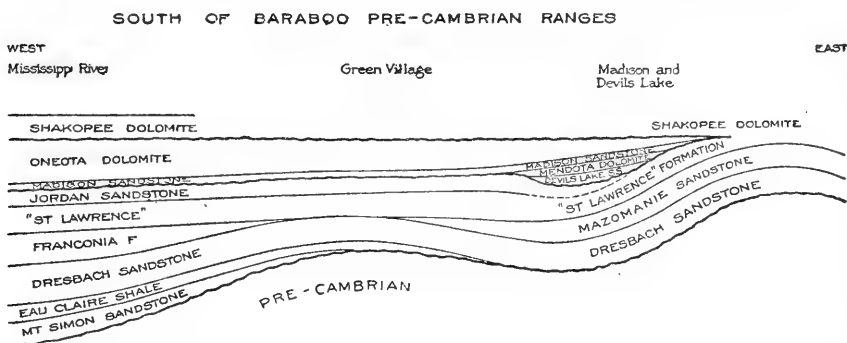 SOUTH OF BARABOO PRE-CAMBRIAN RANGES
WEST
EAST
Mississippi River
Green Village
Madison and
Devils Lake
SHAKOPEE DOLOMITE
SHAKOPEE DOLOMITE
ONEOTA DOLOMITE
MADISON SANDSTONE
MENDOTA DOLOMITE
DEVILS LAKE SS
MADISON SANDSTONE
JORDAN SANDSTONE
"ST LAWRENCE" FORMATION
"ST LAWRENCE"
MAZOMANIE SANDSTONE
FRANCONIA F
DRESBACH SANDSTONE
DRESBACH SANDSTONE
EAU CLAIRE SHALE
MT SIMON SANDSTONE
PRE-CAMBRIAN